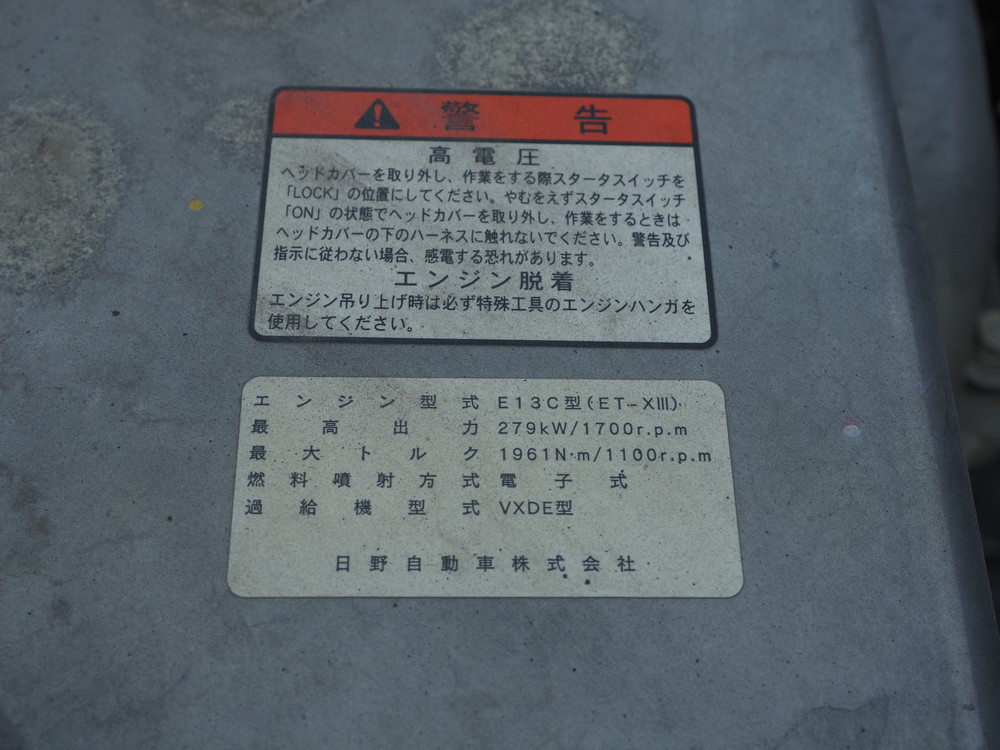 警告
高電圧
ヘッドカバーを取り外し、作業をする際スタータスイッチを
「LOCK」の位置にしてください。やむをえずスタータスイッチ
「ON」の状態でヘッドカバーを取り外し、作業をするときは
ヘッドカバーの下のハーネスに触れないでください。警告及び
指示に従わない場合、感電する恐れがあります。
エンジン脱着
エンジン吊り上げ時は必ず特殊工具のエンジンハンガを
使用してください。
エンジン型式 E13C型(ET-XIII)
最高出力 279kW/1700r.p.m
最大トルク 1961N·m/1100r.p.m
燃料噴射方式 電子式
過給機型式 VXDE型
日野自動車株式会社